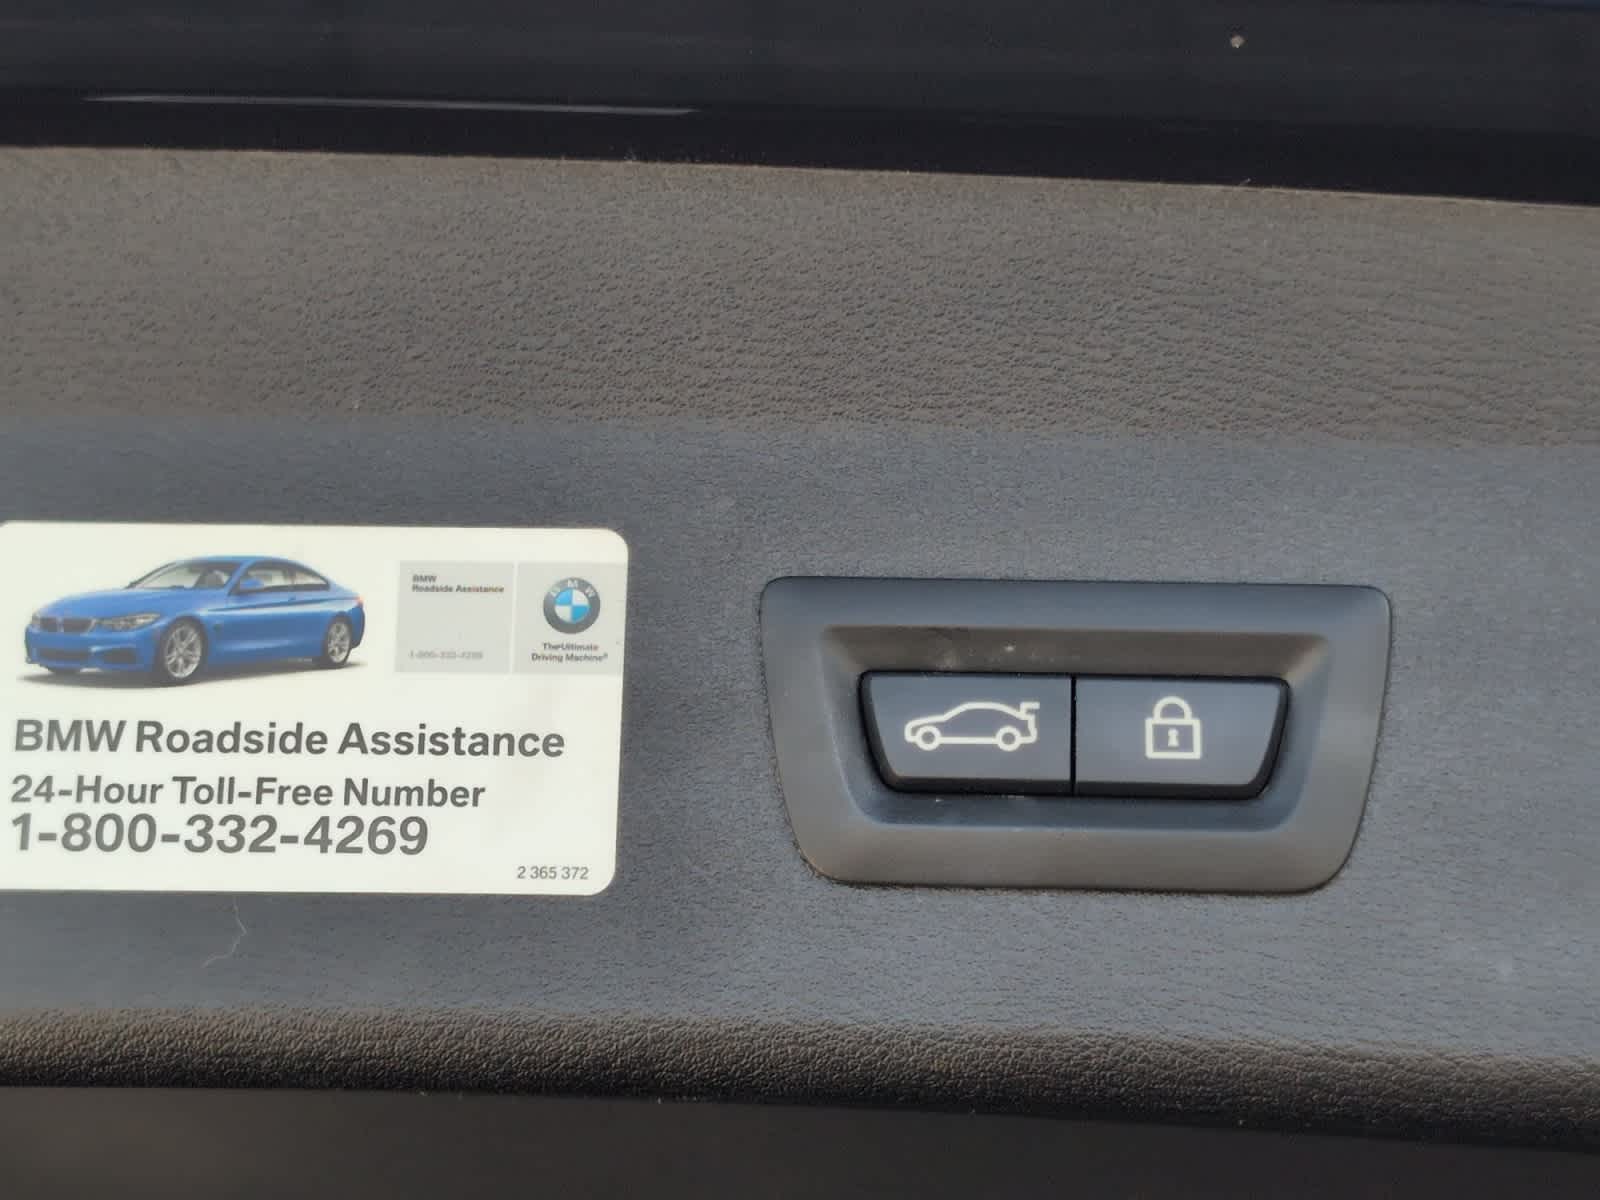 BMW
Roadside Assistance
1-800-332-4269
BMW
The Ultimate
Driving Machine®
BMW Roadside Assistance
24-Hour Toll-Free Number
1-800-332-4269
2 365 372